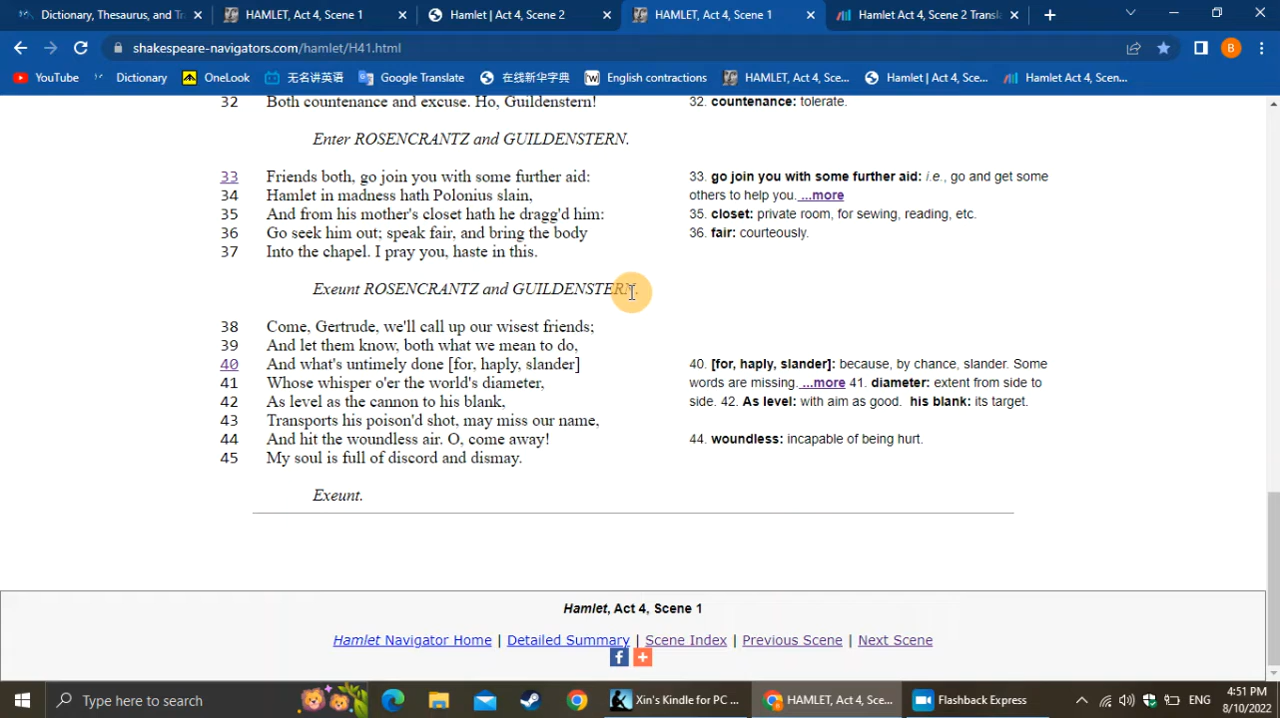 Dictionary, Thesaurus, and Tr
HAMLET, Act 4, Scene 1
Hamlet | Act 4, Scene 2
HAMLET, Act 4, Scene 1
Hamlet Act 4, Scene 2 Transl
shakespeare-navigators.com/hamlet/H41.html
B
YouTube
Dictionary
OneLook
无名讲英语
Google Translate
在线新华字典
English contractions
HAMLET, Act 4, Sce...
Hamlet | Act 4, Sce...
Hamlet Act 4, Scen...
32 Both countenance and excuse. Ho, Guildenstern! 32. countenance: tolerate.
Enter ROSENCRANTZ and GUILDENSTERN.
33 Friends both, go join you with some further aid: 33. go join you with some further aid: i.e., go and get some
34 Hamlet in madness hath Polonius slain, others to help you. ...more
35 And from his mother's closet hath he dragg'd him: 35. closet: private room, for sewing, reading, etc.
36 Go seek him out; speak fair, and bring the body 36. fair: courteously.
37 Into the chapel. I pray you, haste in this.
Exeunt ROSENCRANTZ and GUILDENSTERN.
38 Come, Gertrude, we'll call up our wisest friends;
39 And let them know, both what we mean to do,
40 And what's untimely done [for, haply, slander] 40. [for, haply, slander]: because, by chance, slander. Some
41 Whose whisper o'er the world's diameter, words are missing. ...more 41. diameter: extent from side to
42 As level as the cannon to his blank, side. 42. As level: with aim as good. his blank: its target.
43 Transports his poison'd shot, may miss our name,
44 And hit the woundless air. O, come away! 44. woundless: incapable of being hurt.
45 My soul is full of discord and dismay.
Exeunt.
Hamlet, Act 4, Scene 1
Hamlet Navigator Home | Detailed Summary | Scene Index | Previous Scene | Next Scene
Type here to search
Xin's Kindle for PC ...
HAMLET, Act 4, Sce...
Flashback Express
ENG
4:51 PM
8/10/2022